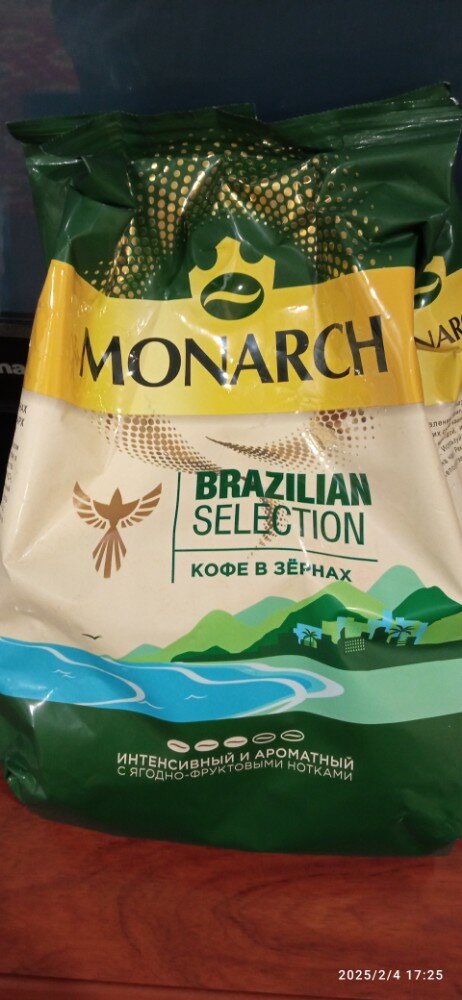 MONARCH
BRAZILIAN
SELECTION
КОФЕ В ЗЁРНАХ
ИНТЕНСИВНЫЙ И АРОМАТНЫЙ
С ЯГОДНО-ФРУКТОВЫМИ НОТКАМИ
2025/2/4 17:25